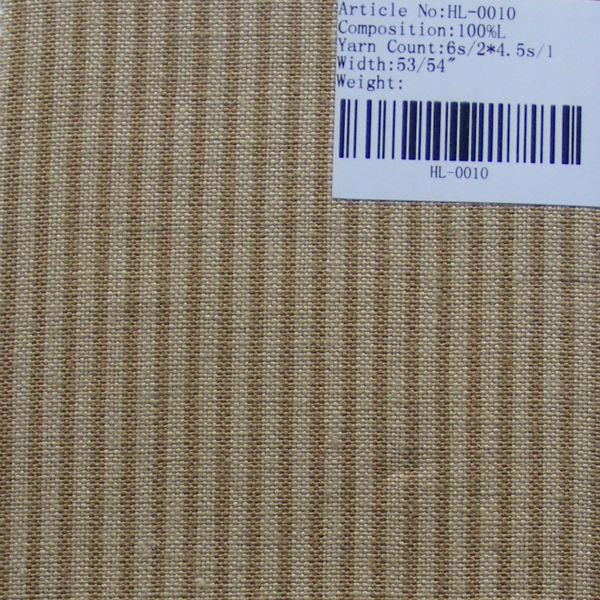 Article No:HL-0010
Composition:100%L
Yarn Count:6s/2*4.5s/1
Width:53/54"
Weight:
HL-0010